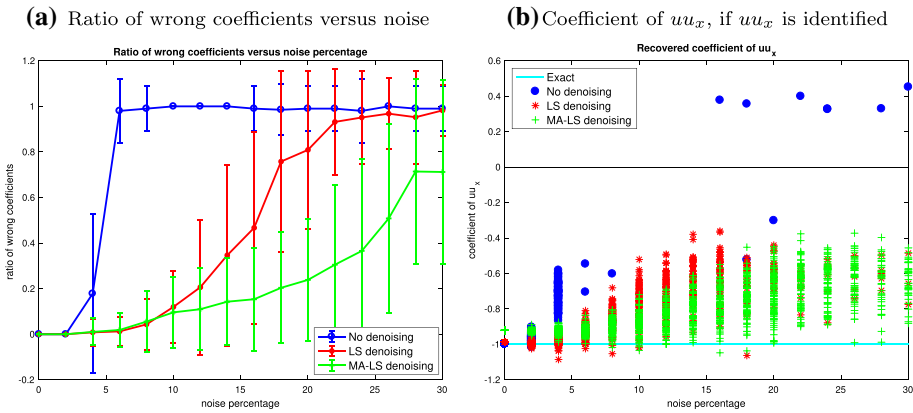 (a) Ratio of wrong coefficients versus noise
Ratio of wrong coefficients versus noise percentage
1.2
1
0.8
0.6
0.4
0.2
0
-0.2
ratio of wrong coefficients
0 5 10 15 20 25 30
noise percentage
No denoising
LS denoising
MA-LS denoising
(b) Coefficient of uu_x, if uu_x is identified
Recovered coefficient of uu_x
0.6
0.4
0.2
0
-0.2
-0.4
-0.6
-0.8
-1
-1.2
coefficient of uu_x
0 5 10 15 20 25 30
noise percentage
Exact
No denoising
LS denoising
MA-LS denoising